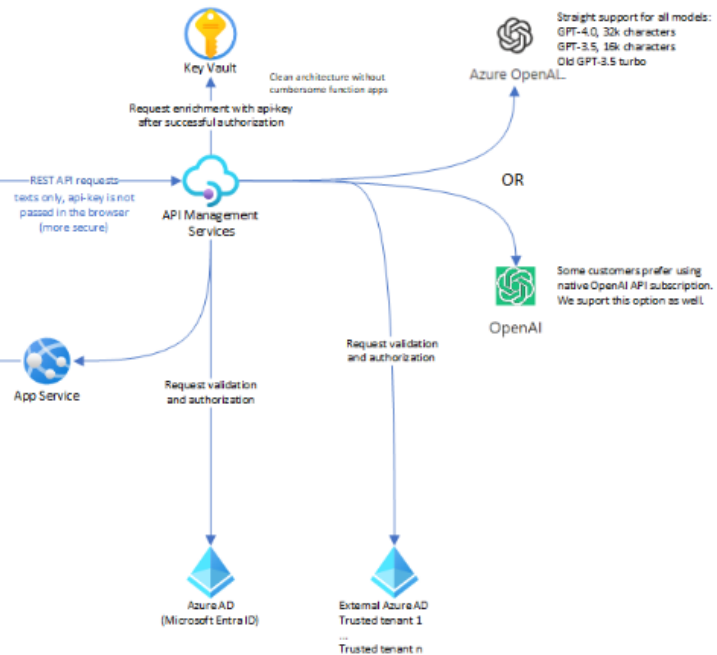 Straight support for all models:
GPT-4.0, 32k characters
GPT-3.5, 16k characters
Old GPT-3.5 turbo
Azure OpenAI...
Key Vault
Clean architecture without
cumbersome function apps
Request enrichment with api-key
after successful authorization
REST API requests
texts only, api-key is not
passed in the browser
(more secure)
API Management
Services
OR
Some customers prefer using
native OpenAI API subscription.
We suport this option as well.
OpenAI
Request validation
and authorization
App Service
Request validation
and authorization
Azure AD
(Microsoft Entra ID)
External Azure AD
Trusted tenant 1
...
Trusted tenant n